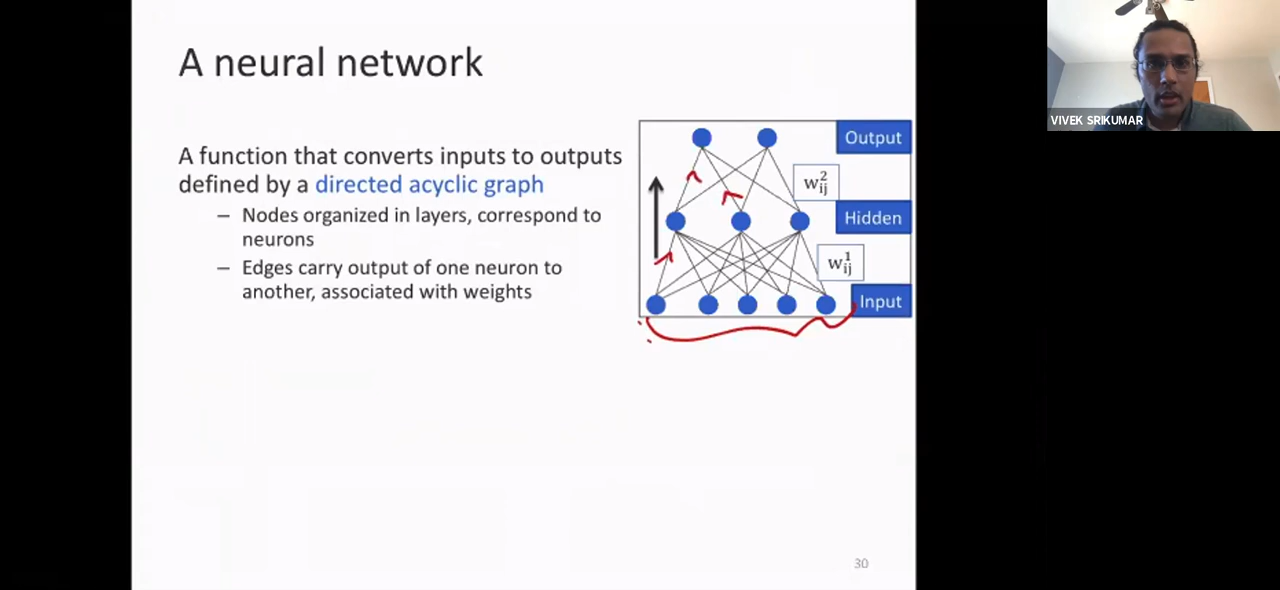 A neural network
A function that converts inputs to outputs
defined by a directed acyclic graph
– Nodes organized in layers, correspond to
neurons
– Edges carry output of one neuron to
another, associated with weights
Output
w²ᵢⱼ
Hidden
w¹ᵢⱼ
Input
30
VIVEK SRIKUMAR